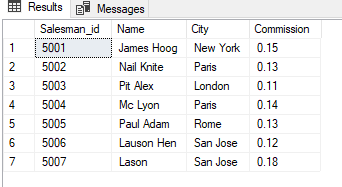 Results Messages
Salesman_id Name City Commission
1 5001 James Hoog New York 0.15
2 5002 Nail Knite Paris 0.13
3 5003 Pit Alex London 0.11
4 5004 Mc Lyon Paris 0.14
5 5005 Paul Adam Rome 0.13
6 5006 Lauson Hen San Jose 0.12
7 5007 Lason San Jose 0.18